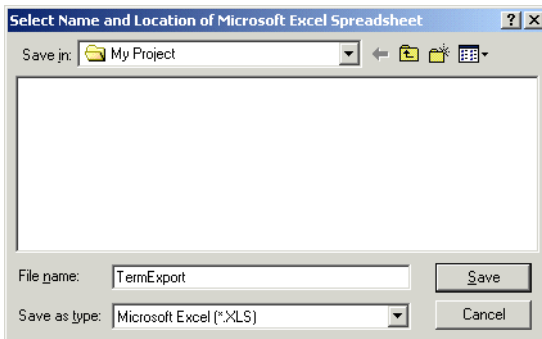 Select Name and Location of Microsoft Excel Spreadsheet
Save in: My Project
File name: TermExport Save
Save as type: Microsoft Excel (*.XLS) Cancel